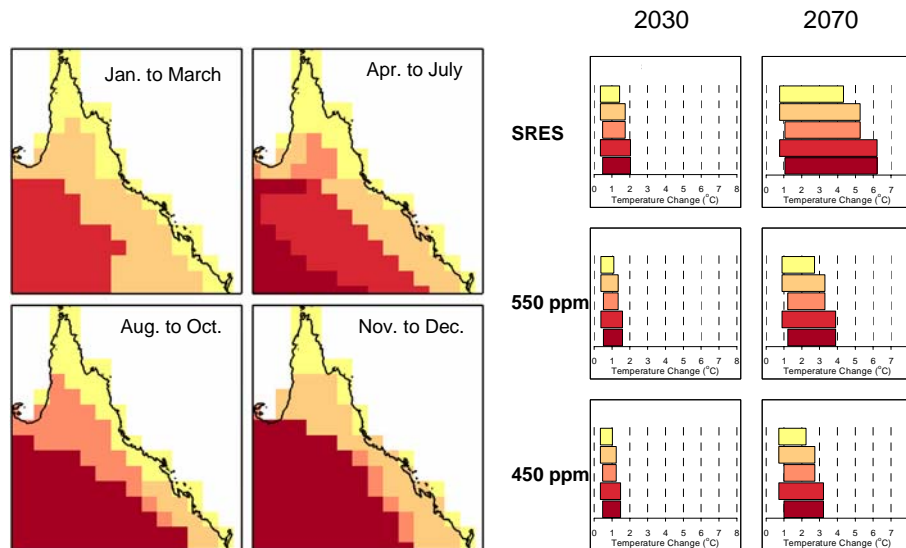 2030 2070
Jan. to March
Apr. to July
Aug. to Oct.
Nov. to Dec.
SRES
0 1 2 3 4 5 6 7 8
Temperature Change (°C)
0 1 2 3 4 5 6 7
Temperature Change (°C)
550 ppm
0 1 2 3 4 5 6 7 8
Temperature Change (°C)
0 1 2 3 4 5 6 7
Temperature Change (°C)
450 ppm
0 1 2 3 4 5 6 7 8
Temperature Change (°C)
0 1 2 3 4 5 6 7
Temperature Change (°C)